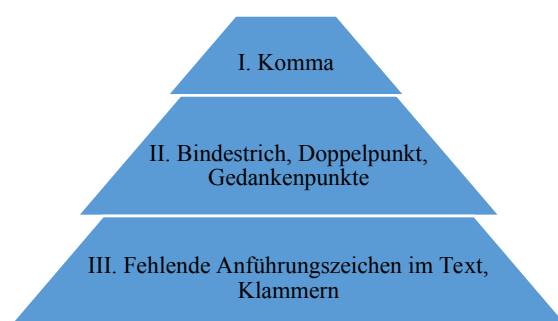 I. Komma
II. Bindestrich, Doppelpunkt,
Gedankenpunkte
III. Fehlende Anführungszeichen im Text,
Klammern